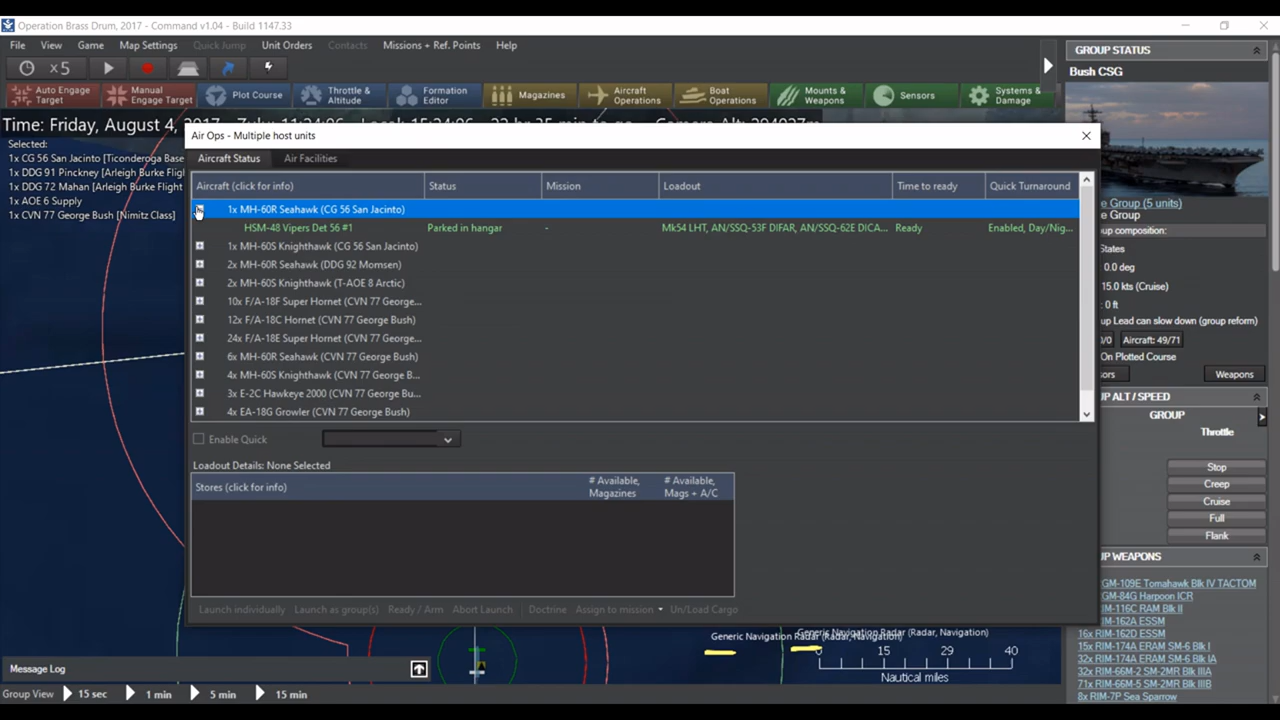 Operation Brass Drum, 2017 - Command v1.04 - Build 1147.33
File View Game Map Settings Quick Jump Unit Orders Contacts Missions + Ref. Points Help
x5
Auto Engage Target
Manual Engage Target
Plot Course
Throttle & Altitude
Formation Editor
Magazines
Aircraft Operations
Boat Operations
Mounts & Weapons
Sensors
Systems & Damage
Time: Friday, August 4,
Selected:
1x CG 56 San Jacinto [Ticonderoga Base
1x DDG 91 Pinckney [Arleigh Burke Flight
1x DDG 72 Mahan [Arleigh Burke Flight
1x AOE 6 Supply
1x CVN 77 George Bush [Nimitz Class]
Air Ops - Multiple host units
Aircraft Status Air Facilities
Aircraft (click for info) Status Mission Loadout Time to ready Quick Turnaround
1x MH-60R Seahawk (CG 56 San Jacinto)
HSM-48 Vipers Det 56 #1 Parked in hangar - Mk54 LHT, AN/SSQ-53F DIFAR, AN/SSQ-62E DICA... Ready Enabled, Day/Nig...
1x MH-60S Knighthawk (CG 56 San Jacinto)
2x MH-60R Seahawk (DDG 92 Momsen)
2x MH-60S Knighthawk (T-AOE 8 Arctic)
10x F/A-18F Super Hornet (CVN 77 George...
12x F/A-18C Hornet (CVN 77 George Bush)
24x F/A-18E Super Hornet (CVN 77 George...
6x MH-60R Seahawk (CVN 77 George Bush)
4x MH-60S Knighthawk (CVN 77 George B...
3x E-2C Hawkeye 2000 (CVN 77 George Bu...
4x EA-18G Growler (CVN 77 George Bush)
Enable Quick
Loadout Details: None Selected
Stores (click for info) # Available, Magazines # Available, Mags + A/C
Launch individually Launch as group(s) Ready / Arm Abort Launch Doctrine Assign to mission Un/Load Cargo
GROUP STATUS
Bush CSG
e Group (5 units)
e Group
up composition:
States
0.0 deg
15.0 kts (Cruise)
0 ft
up Lead can slow down (group reform)
0/0 Aircraft: 49/71
On Plotted Course
sors Weapons
UP ALT / SPEED
GROUP
Throttle
Stop
Creep
Cruise
Full
Flank
UP WEAPONS
GM-109E Tomahawk Blk IV TACTOM
GM-84G Harpoon ICR
RIM-116C RAM Blk II
RIM-162A ESSM
16x RIM-162D ESSM
15x RIM-174A ERAM SM-6 Blk I
32x RIM-174A ERAM SM-6 Blk IA
32x RIM-66M-2 SM-2MR Blk IIIA
71x RIM-66M-5 SM-2MR Blk IIIB
8x RIM-7P Sea Sparrow
Generic Navigation Radar (Radar, Navigation)
Generic Navigation Radar (Radar, Navigation)
0 15 29 40
Nautical miles
Message Log
Group View 15 sec 1 min 5 min 15 min